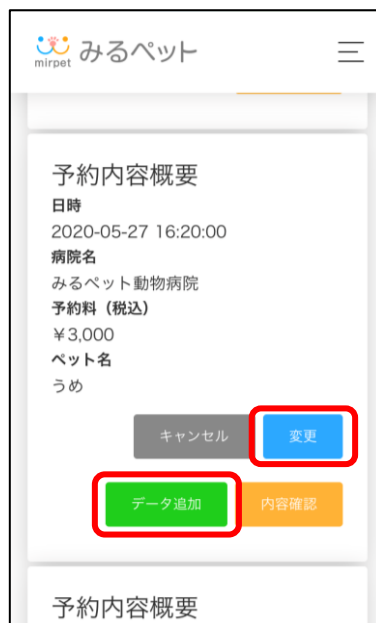 mirpet みるペット
予約内容概要
日時
2020-05-27 16:20:00
病院名
みるペット動物病院
予約料（税込）
￥3,000
ペット名
うめ
キャンセル 変更
データ追加 内容確認
予約内容概要